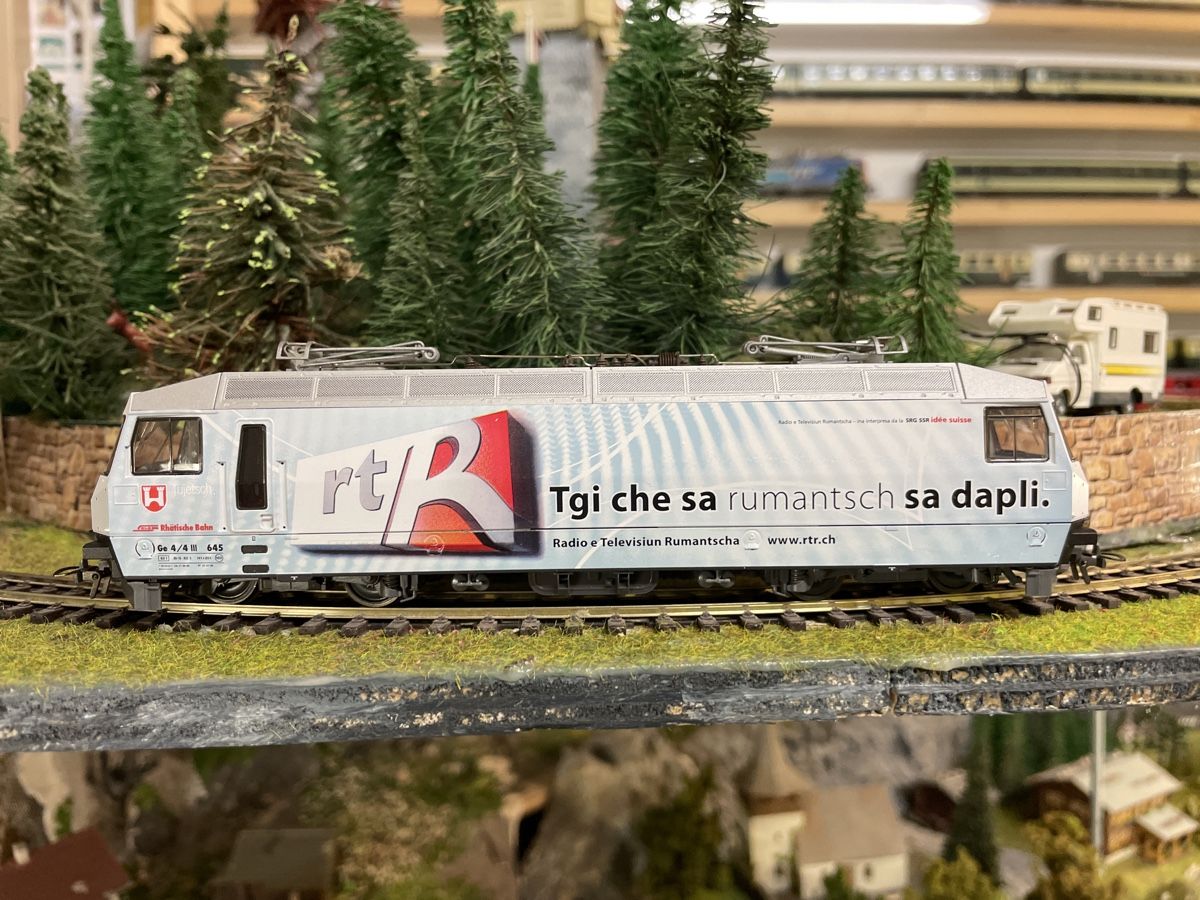 Radio e Televisiun Rumantscha – ina interpresa da la SRG SSR idée suisse
rtR
Tgi che sa rumantsch sa dapli.
Tujetsch
Rhätische Bahn
Radio e Televisiun Rumantscha www.rtr.ch
Ge 4/4 III 645